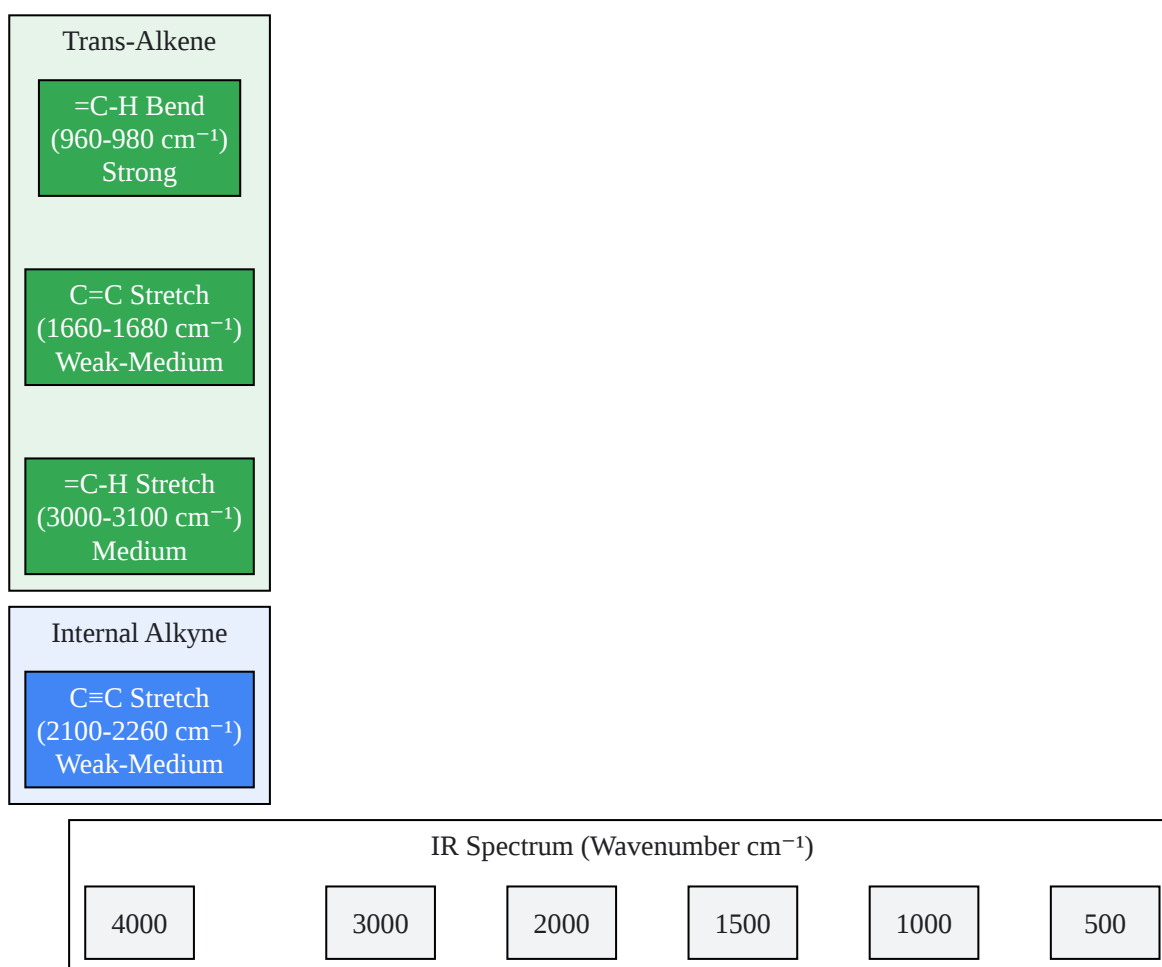 Trans-Alkene
=C-H Bend
(960-980 cm⁻¹)
Strong
C=C Stretch
(1660-1680 cm⁻¹)
Weak-Medium
=C-H Stretch
(3000-3100 cm⁻¹)
Medium
Internal Alkyne
C≡C Stretch
(2100-2260 cm⁻¹)
Weak-Medium
IR Spectrum (Wavenumber cm⁻¹)
4000 3000 2000 1500 1000 500